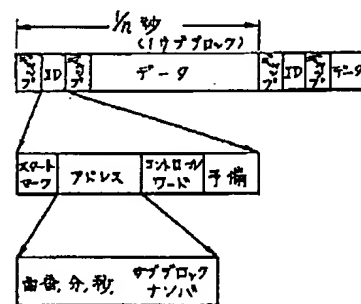 1/n 秒
(1サブブロック)
ギャップ ID ギャップ データ ギャップ ID ギャップ データ
スタートマーク アドレス コントロールワード 予備
曲番, 分, 秒, サブブロックナンバ